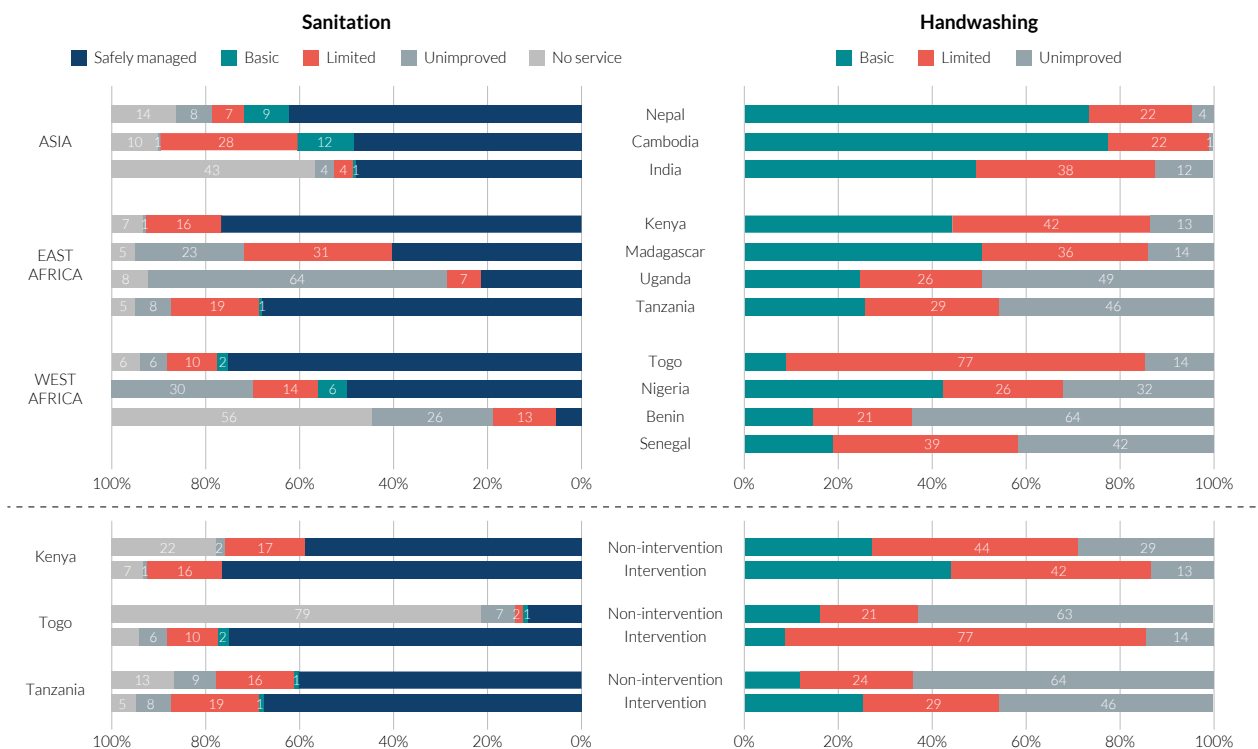 Sanitation
Handwashing
Safely managed Basic Limited Unimproved No service
Basic Limited Unimproved
14 8 7 9 Nepal 22 4
ASIA 10 1 28 12 Cambodia 22 1
43 4 4 1 India 38 12
7 1 16 Kenya 42 13
EAST AFRICA
5 23 31 Madagascar 36 14
8 64 7 Uganda 26 49
5 8 19 1 Tanzania 29 46
6 6 10 2 Togo 77 14
WEST AFRICA
30 14 6 Nigeria 26 32
56 26 13 Benin 21 64
Senegal 39 42
100% 80% 60% 40% 20% 0% 0% 20% 40% 60% 80% 100%
Kenya
22 2 17 Non-intervention 44 29
7 1 16 Intervention 42 13
Togo
79 7 2 1 Non-intervention 21 63
6 10 2 Intervention 77 14
Tanzania
13 9 16 1 Non-intervention 24 64
5 8 19 1 Intervention 29 46
100% 80% 60% 40% 20% 0% 0% 20% 40% 60% 80% 100%